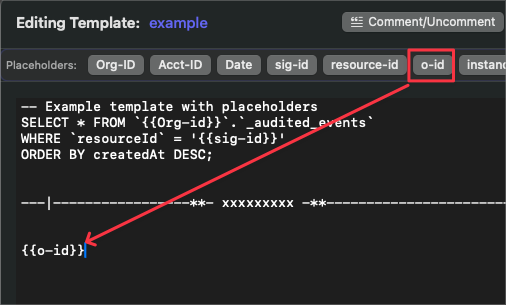 Editing Template: example
Comment/Uncomment
Placeholders: Org-ID Acct-ID Date sig-id resource-id o-id instanc
-- Example template with placeholders
SELECT * FROM `{{Org-id}}`.`_audited_events`
WHERE `resourceId` = '{{sig-id}}'
ORDER BY createdAt DESC;
---|-----------------**- xxxxxxxxx -**----------------------
{{o-id}}